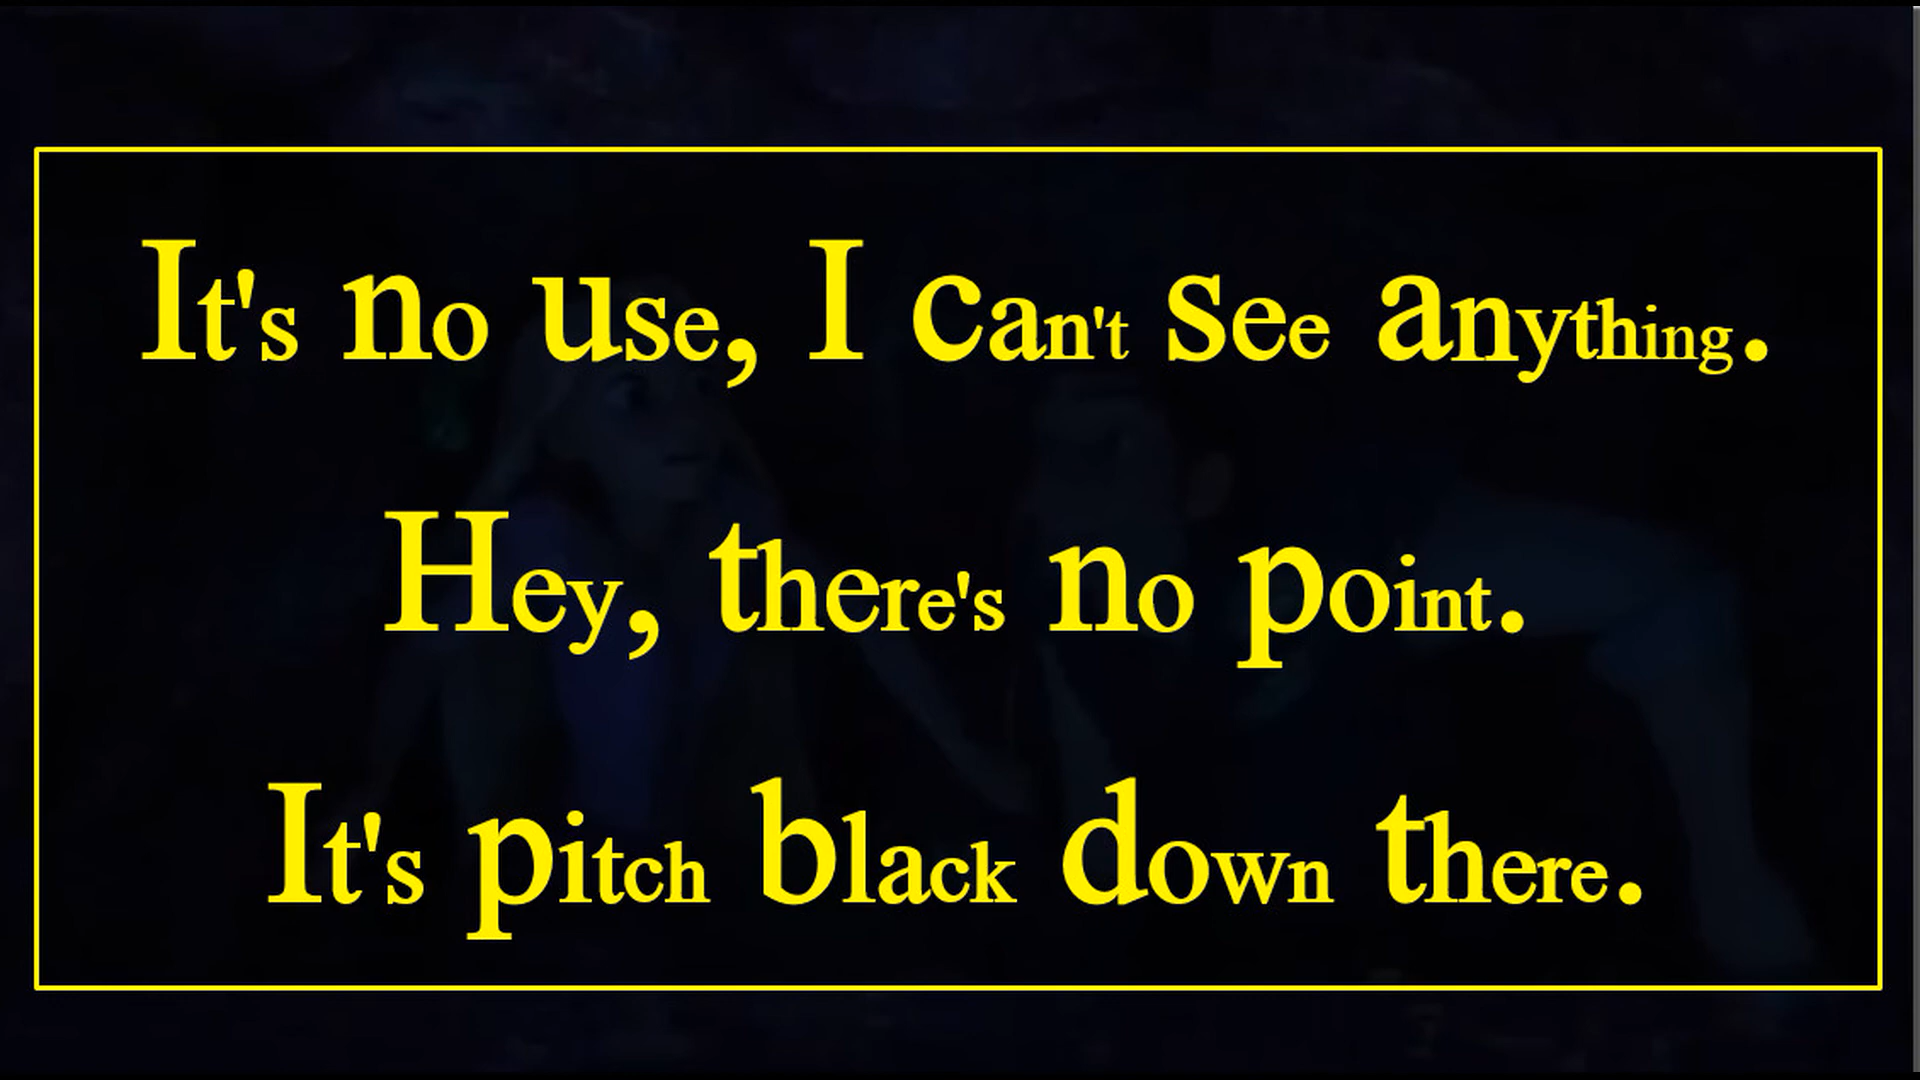 It's no use, I can't see anything.
Hey, there's no point.
It's pitch black down there.